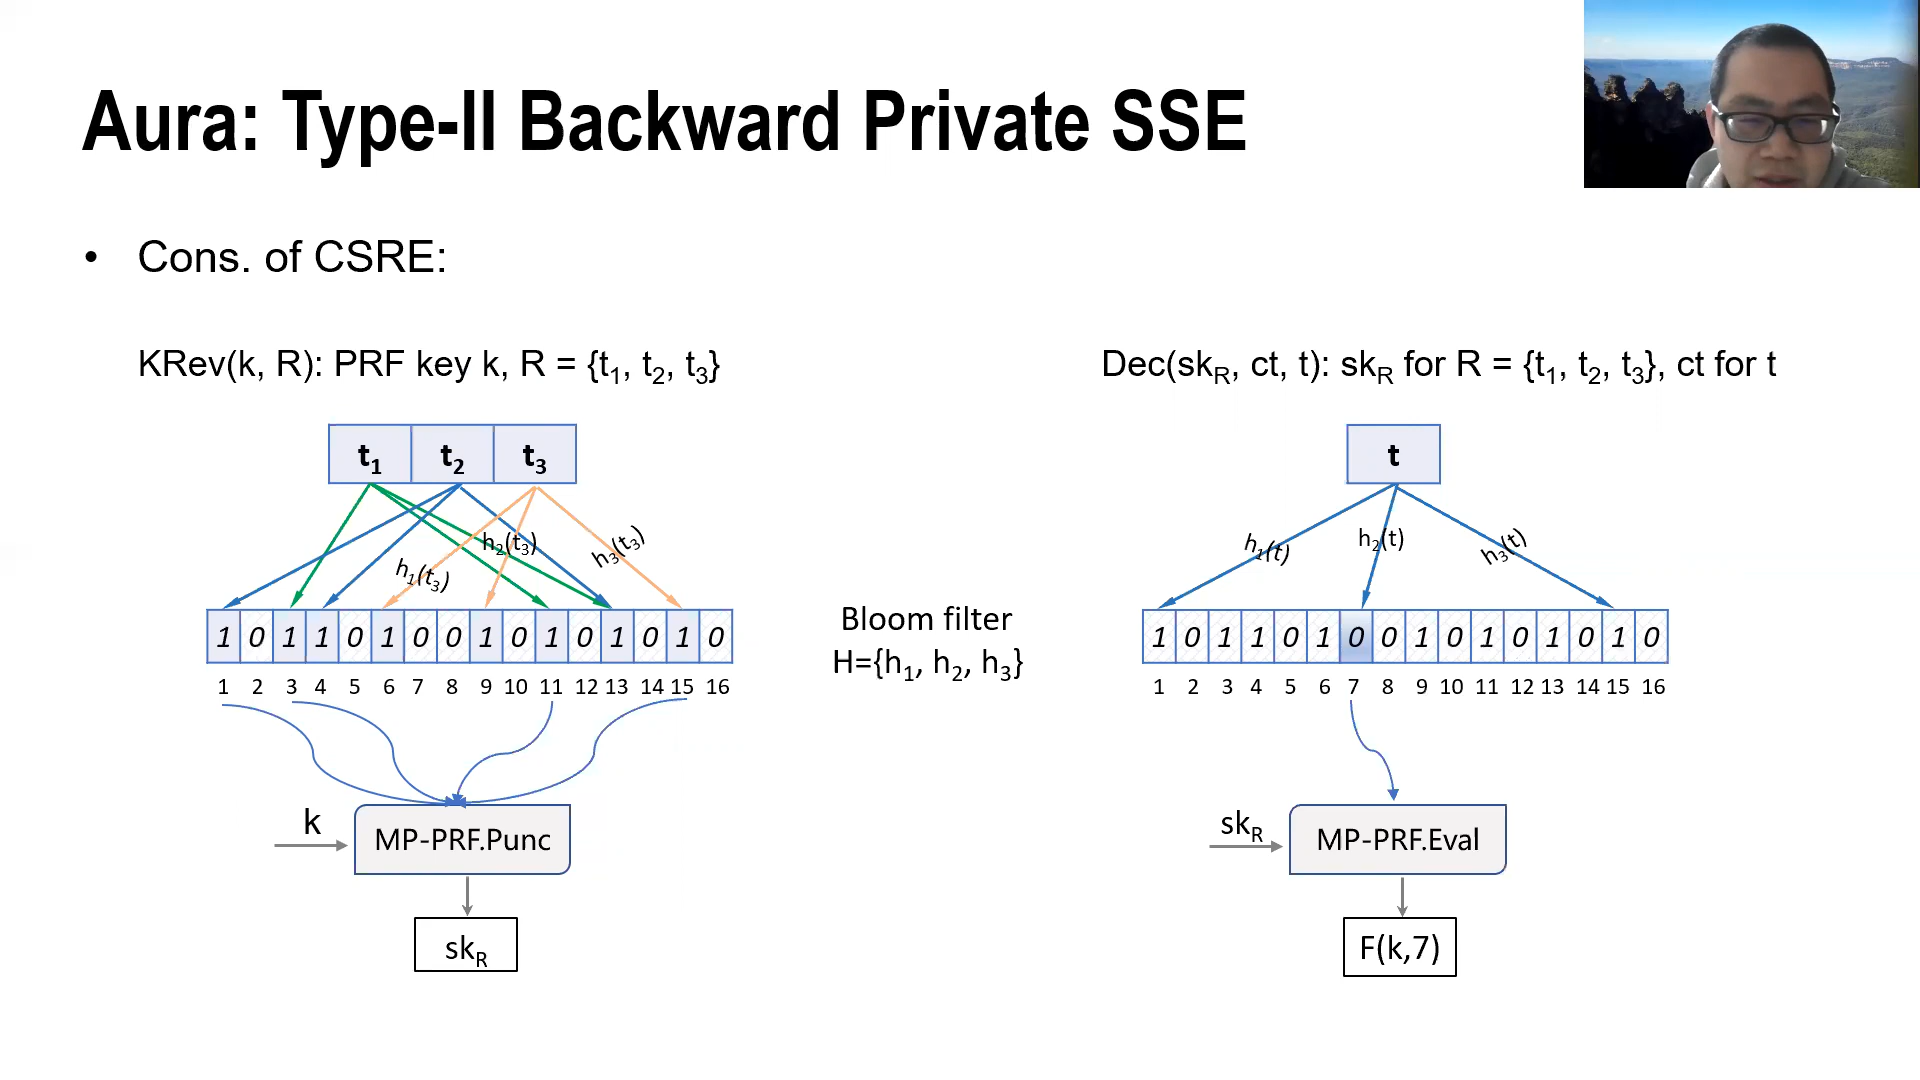 Aura: Type-II Backward Private SSE
• Cons. of CSRE:
KRev(k, R): PRF key k, R = {t₁, t₂, t₃}
t₁ t₂ t₃
h₁(t₃) h₂(t₃) h₃(t₃)
1 0 1 1 0 1 0 0 1 0 1 0 1 0 1 0
1 2 3 4 5 6 7 8 9 10 11 12 13 14 15 16
k
MP-PRF.Punc
skR
Bloom filter
H={h₁, h₂, h₃}
Dec(skR, ct, t): skR for R = {t₁, t₂, t₃}, ct for t
t
h₁(t) h₂(t) h₃(t)
1 0 1 1 0 1 0 0 1 0 1 0 1 0 1 0
1 2 3 4 5 6 7 8 9 10 11 12 13 14 15 16
skR
MP-PRF.Eval
F(k,7)